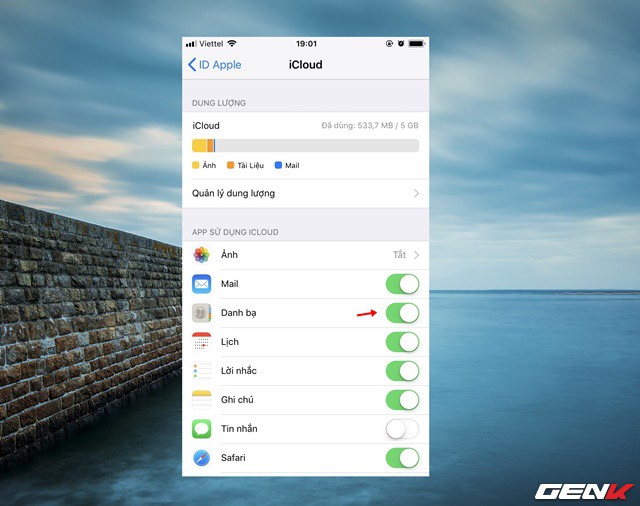 Viettel
19:01
ID Apple
iCloud
DUNG LƯỢNG
iCloud
Đã dùng: 533,7 MB / 5 GB
Ảnh
Tài Liệu
Mail
Quản lý dung lượng
APP SỬ DỤNG ICLOUD
Ảnh
Tắt
Mail
Danh bạ
Lịch
Lời nhắc
Ghi chú
Tin nhắn
Safari
GENK